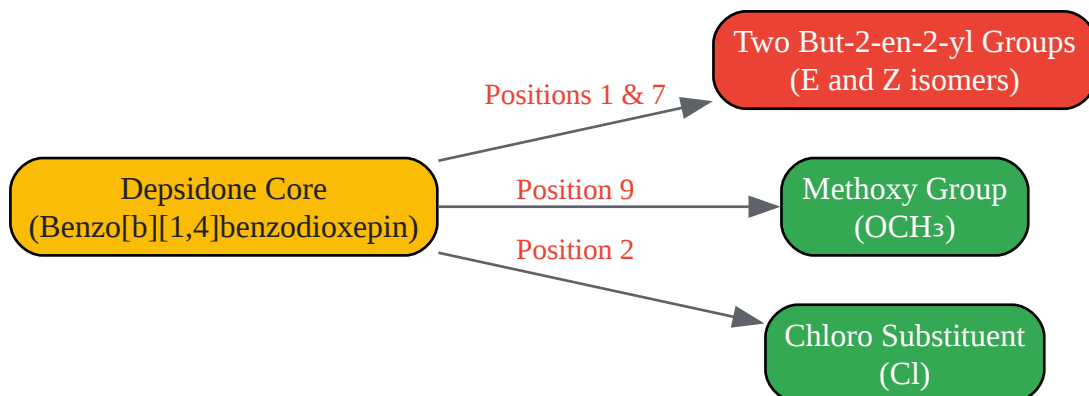 Two But-2-en-2-yl Groups
(E and Z isomers)
Positions 1 & 7
Depsidone Core
(Benzo[b][1,4]benzodioxepin)
Position 9
Methoxy Group
(OCH₃)
Position 2
Chloro Substituent
(Cl)